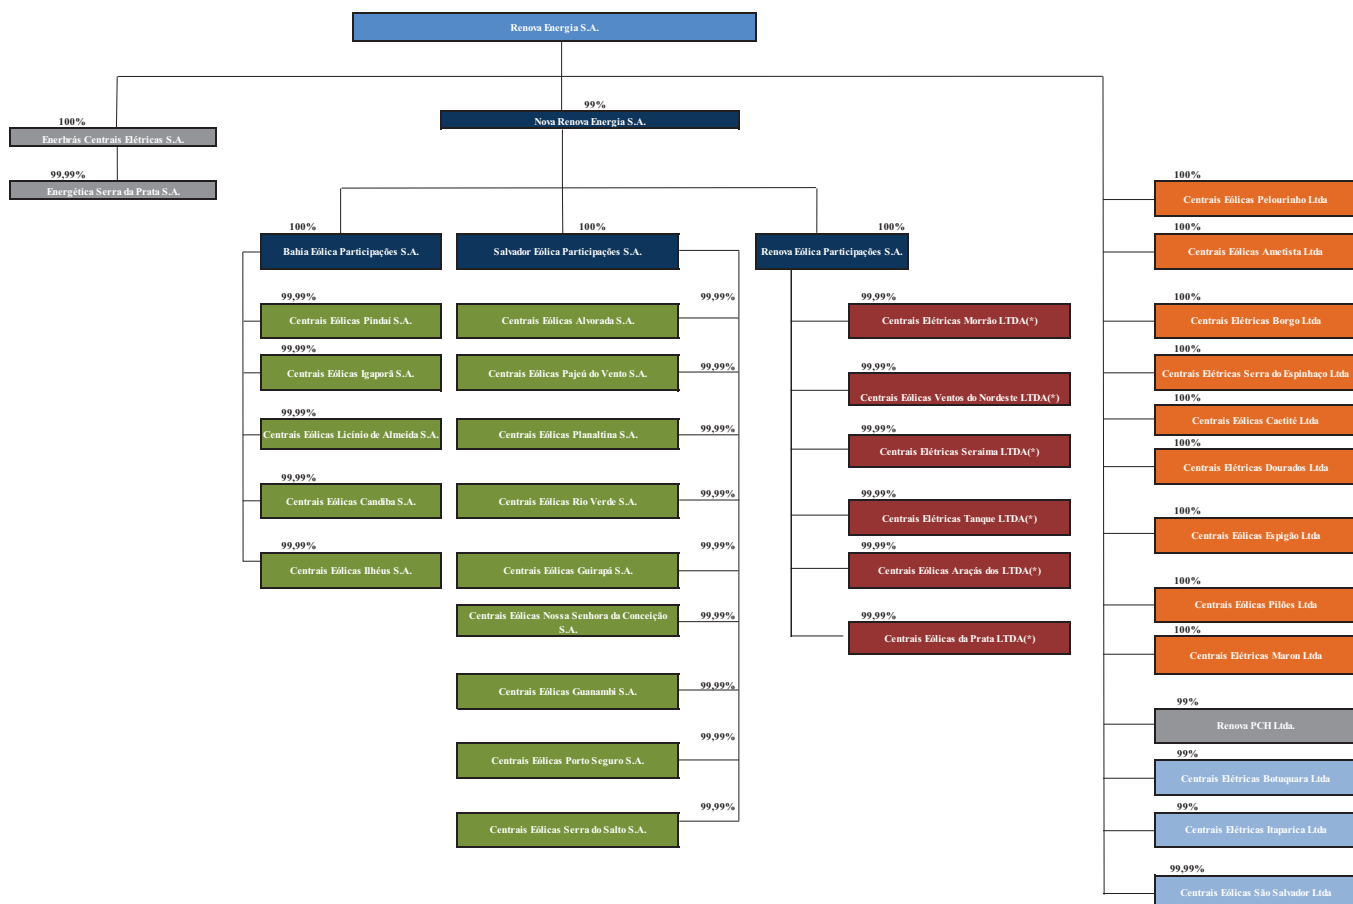 Renova Energia S.A.
99%
Nova Renova Energia S.A.
100%
Enerbrás Centrais Elétricas S.A.
99,99%
Energética Serra da Prata S.A.
100%
Bahia Eólica Participações S.A.
99,99%
Centrais Eólicas Pindaí S.A.
99,99%
Centrais Eólicas Igaporã S.A.
99,99%
Centrais Eólicas Licínio de Almeida S.A.
99,99%
Centrais Eólicas Candiba S.A.
99,99%
Centrais Eólicas Ilhéus S.A.
100%
Salvador Eólica Participações S.A.
99,99%
Centrais Eólicas Alvorada S.A.
99,99%
Centrais Eólicas Pajeú do Vento S.A.
99,99%
Centrais Eólicas Planaltina S.A.
99,99%
Centrais Eólicas Rio Verde S.A.
99,99%
Centrais Eólicas Guirapá S.A.
99,99%
Centrais Eólicas Nossa Senhora da Conceição
S.A.
99,99%
Centrais Eólicas Guanambi S.A.
99,99%
Centrais Eólicas Porto Seguro S.A.
99,99%
Centrais Eólicas Serra do Salto S.A.
100%
Renova Eólica Participações S.A.
99,99%
Centrais Elétricas Morrão LTDA(*)
99,99%
Centrais Eólicas Ventos do Nordeste LTDA(*)
99,99%
Centrais Elétricas Seraíma LTDA(*)
99,99%
Centrais Elétricas Tanque LTDA(*)
99,99%
Centrais Eólicas Araçás dos LTDA(*)
99,99%
Centrais Eólicas da Prata LTDA(*)
100%
Centrais Eólicas Pelourinho Ltda
100%
Centrais Eólicas Ametista Ltda
100%
Centrais Elétricas Borgo Ltda
100%
Centrais Elétricas Serra do Espinhaço Ltda
100%
Centrais Eólicas Caetité Ltda
100%
Centrais Elétricas Dourados Ltda
100%
Centrais Eólicas Espigão Ltda
100%
Centrais Eólicas Pilões Ltda
100%
Centrais Elétricas Maron Ltda
99%
Renova PCH Ltda.
99%
Centrais Elétricas Botuquara Ltda
99%
Centrais Elétricas Itaparica Ltda
99,99%
Centrais Eólicas São Salvador Ltda